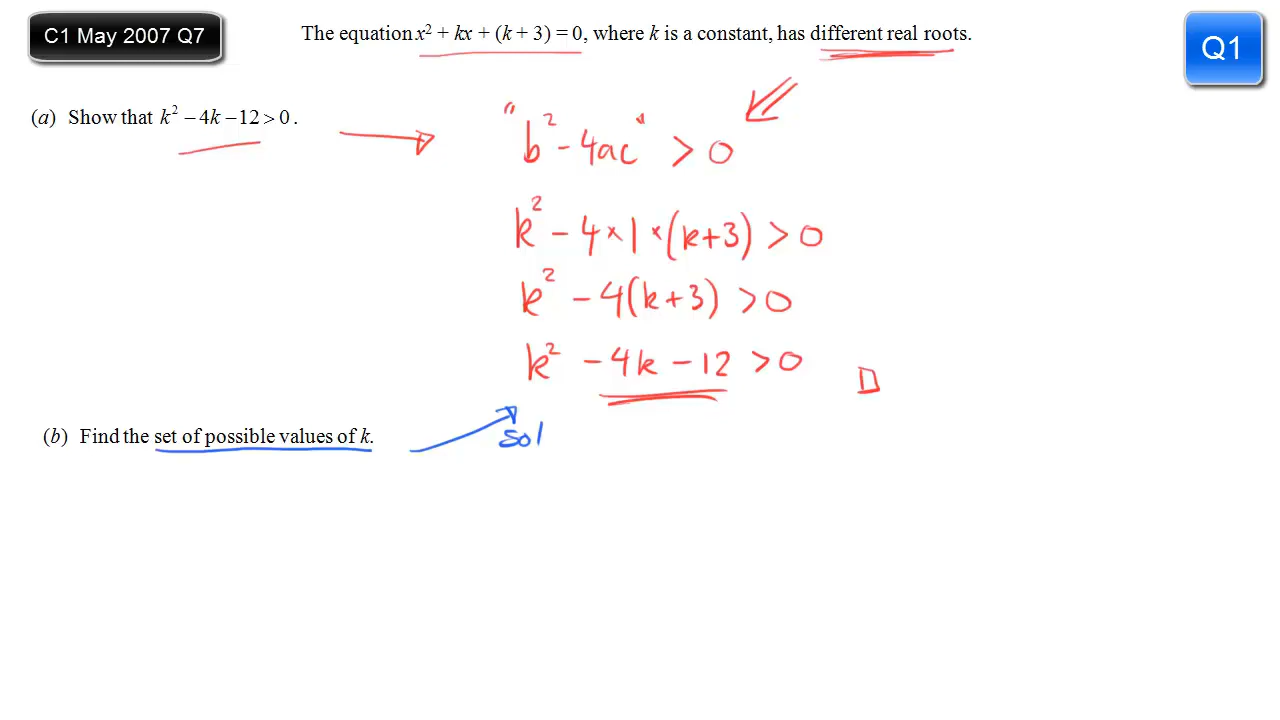 C1 May 2007 Q7
The equation x² + kx + (k + 3) = 0, where k is a constant, has different real roots.
Q1
(a) Show that k² − 4k − 12 > 0.
"b² - 4ac" > 0
k² - 4 × 1 × (k+3) > 0
k² - 4(k+3) > 0
k² - 4k - 12 > 0
(b) Find the set of possible values of k.
sol